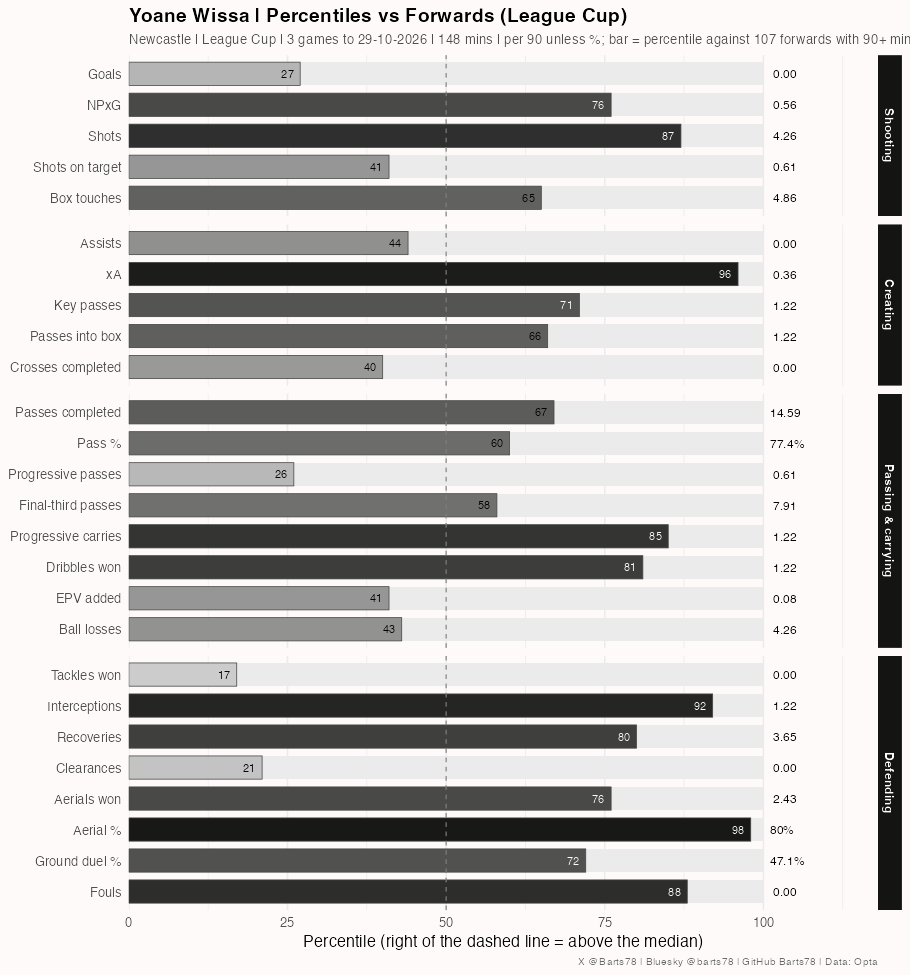 Yoane Wissa | Percentiles vs Forwards (League Cup)
Newcastle | League Cup | 3 games to 29-10-2026 | 148 mins | per 90 unless %; bar = percentile against 107 forwards with 90+ min
Shooting
Goals 27 0.00
NPxG 76 0.56
Shots 87 4.26
Shots on target 41 0.61
Box touches 65 4.86
Creating
Assists 44 0.00
xA 96 0.36
Key passes 71 1.22
Passes into box 66 1.22
Crosses completed 40 0.00
Passing & carrying
Passes completed 67 14.59
Pass % 60 77.4%
Progressive passes 26 0.61
Final-third passes 58 7.91
Progressive carries 85 1.22
Dribbles won 81 1.22
EPV added 41 0.08
Ball losses 43 4.26
Defending
Tackles won 17 0.00
Interceptions 92 1.22
Recoveries 80 3.65
Clearances 21 0.00
Aerials won 76 2.43
Aerial % 98 80%
Ground duel % 72 47.1%
Fouls 88 0.00
0 25 50 75 100
Percentile (right of the dashed line = above the median)
X @Barts78 | Bluesky @barts78 | GitHub Barts78 | Data: Opta